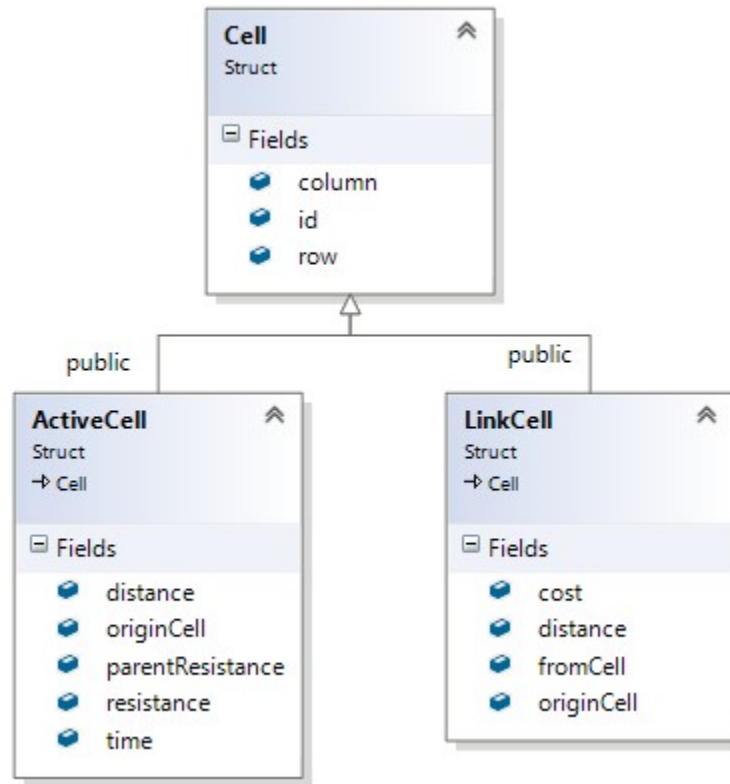 Cell
Struct
Fields
column
id
row
public
public
ActiveCell
Struct
Cell
Fields
distance
originCell
parentResistance
resistance
time
LinkCell
Struct
Cell
Fields
cost
distance
fromCell
originCell